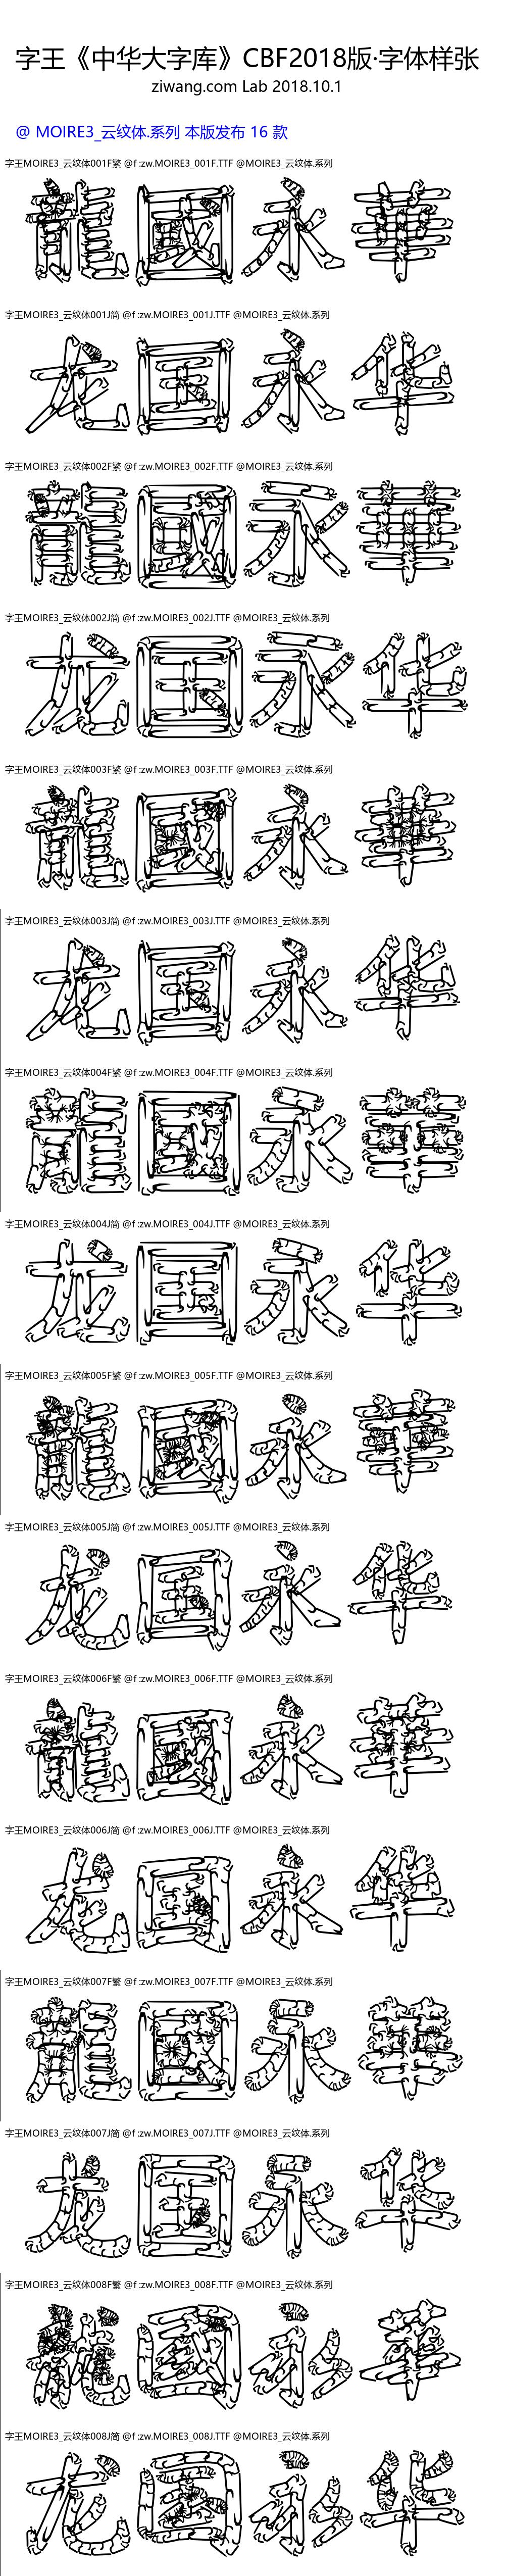 字王《中华大字库》CBF2018版·字体样张
ziwang.com Lab 2018.10.1
@ MOIRE3_云纹体.系列 本版发布 16 款
字王MOIRE3_云纹体001F繁 @f :zw.MOIRE3_001F.TTF @MOIRE3_云纹体.系列
龍國永華
字王MOIRE3_云纹体001J简 @f :zw.MOIRE3_001J.TTF @MOIRE3_云纹体.系列
龙国永华
字王MOIRE3_云纹体002F繁 @f :zw.MOIRE3_002F.TTF @MOIRE3_云纹体.系列
龍國永華
字王MOIRE3_云纹体002J简 @f :zw.MOIRE3_002J.TTF @MOIRE3_云纹体.系列
龙国永华
字王MOIRE3_云纹体003F繁 @f :zw.MOIRE3_003F.TTF @MOIRE3_云纹体.系列
龍國永華
字王MOIRE3_云纹体003J简 @f :zw.MOIRE3_003J.TTF @MOIRE3_云纹体.系列
龙国永华
字王MOIRE3_云纹体004F繁 @f :zw.MOIRE3_004F.TTF @MOIRE3_云纹体.系列
龍國永華
字王MOIRE3_云纹体004J简 @f :zw.MOIRE3_004J.TTF @MOIRE3_云纹体.系列
龙国永华
字王MOIRE3_云纹体005F繁 @f :zw.MOIRE3_005F.TTF @MOIRE3_云纹体.系列
龍國永華
字王MOIRE3_云纹体005J简 @f :zw.MOIRE3_005J.TTF @MOIRE3_云纹体.系列
龙国永华
字王MOIRE3_云纹体006F繁 @f :zw.MOIRE3_006F.TTF @MOIRE3_云纹体.系列
龍國永華
字王MOIRE3_云纹体006J简 @f :zw.MOIRE3_006J.TTF @MOIRE3_云纹体.系列
龙国永华
字王MOIRE3_云纹体007F繁 @f :zw.MOIRE3_007F.TTF @MOIRE3_云纹体.系列
龍國永華
字王MOIRE3_云纹体007J简 @f :zw.MOIRE3_007J.TTF @MOIRE3_云纹体.系列
龙国永华
字王MOIRE3_云纹体008F繁 @f :zw.MOIRE3_008F.TTF @MOIRE3_云纹体.系列
龍國永華
字王MOIRE3_云纹体008J简 @f :zw.MOIRE3_008J.TTF @MOIRE3_云纹体.系列
龙国永华